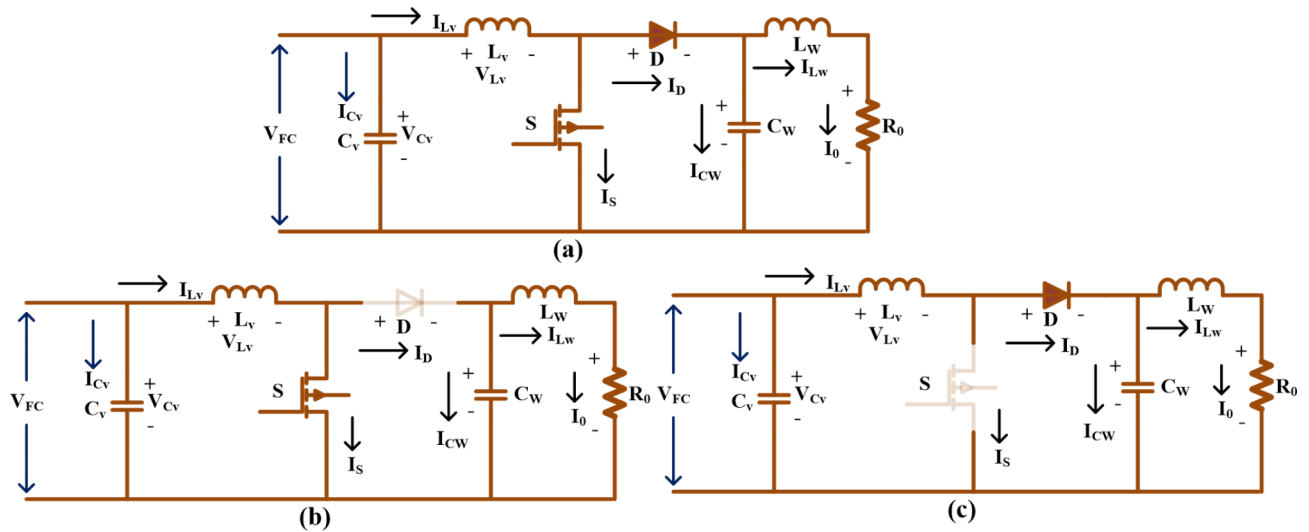 I_Lv
+ L_v -
V_Lv
+ D -
I_D
L_W
I_Lw
V_FC
I_Cv
C_v
+
V_Cv
-
S
I_S
+
-
C_W
I_CW
+
I_0
-
R_0
(a)
I_Lv
+ L_v -
V_Lv
+ D -
I_D
L_W
I_Lw
V_FC
I_Cv
C_v
+
V_Cv
-
S
I_S
+
-
C_W
I_CW
+
I_0
-
R_0
(b)
I_Lv
+ L_v -
V_Lv
+ D -
I_D
L_W
I_Lw
V_FC
I_Cv
C_v
+
V_Cv
-
S
I_S
+
-
C_W
I_CW
+
I_0
-
R_0
(c)